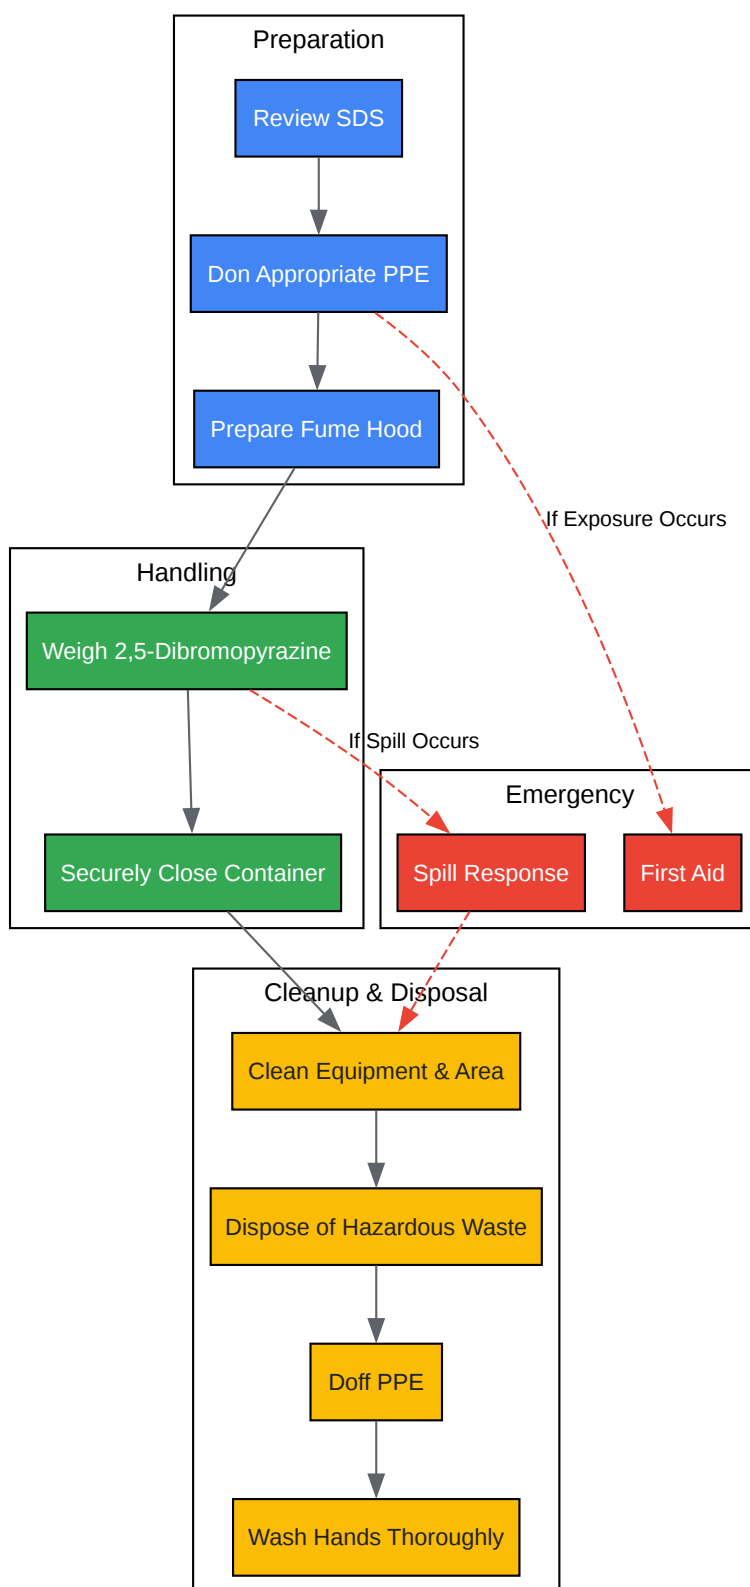 Preparation
Review SDS
Don Appropriate PPE
Prepare Fume Hood
If Exposure Occurs
Handling
Weigh 2,5-Dibromopyrazine
If Spill Occurs
Emergency
Securely Close Container
Spill Response
First Aid
Cleanup & Disposal
Clean Equipment & Area
Dispose of Hazardous Waste
Doff PPE
Wash Hands Thoroughly